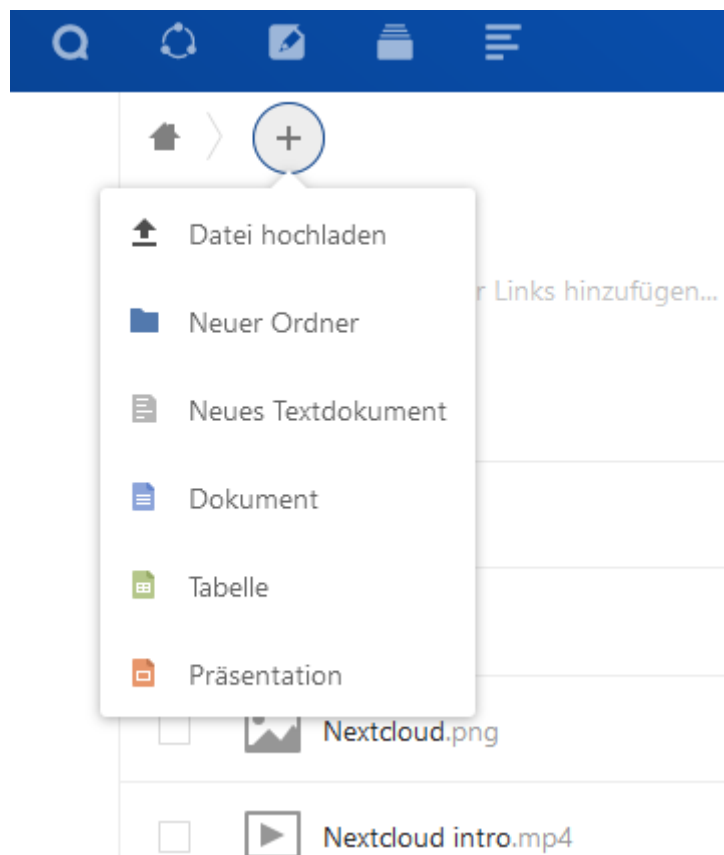 Datei hochladen
r Links hinzufügen...
Neuer Ordner
Neues Textdokument
Dokument
Tabelle
Präsentation
Nextcloud.png
Nextcloud intro.mp4